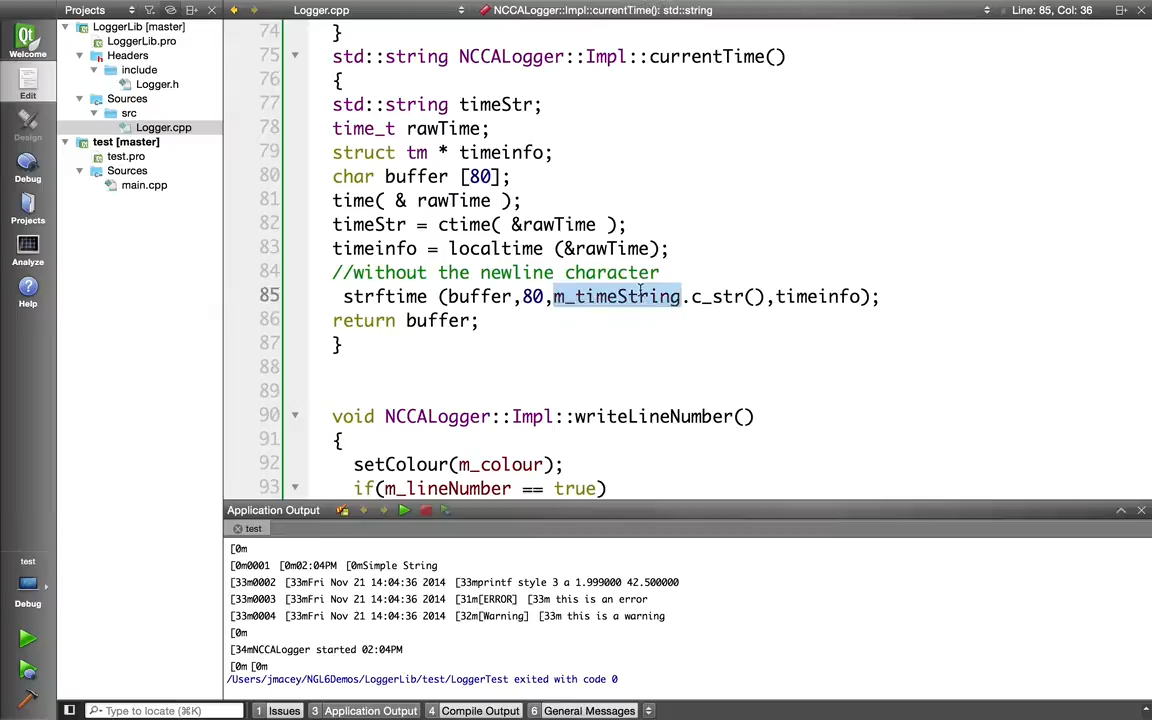 Projects
Logger.cpp
NCCALogger::Impl::currentTime(): std::string
Line: 85, Col: 36
Welcome
Edit
Design
Debug
Projects
Analyze
Help
test
Debug
LoggerLib [master]
LoggerLib.pro
Headers
include
Logger.h
Sources
src
Logger.cpp
test [master]
test.pro
Sources
main.cpp
74 }
75 std::string NCCALogger::Impl::currentTime()
76 {
77 std::string timeStr;
78 time_t rawTime;
79 struct tm * timeinfo;
80 char buffer [80];
81 time( & rawTime );
82 timeStr = ctime( &rawTime );
83 timeinfo = localtime (&rawTime);
84 //without the newline character
85 strftime (buffer,80,m_timeString.c_str(),timeinfo);
86 return buffer;
87 }
88
89
90 void NCCALogger::Impl::writeLineNumber()
91 {
92 setColour(m_colour);
93 if(m_lineNumber == true)
Application Output
test
[0m
[0m0001 [0m02:04PM [0mSimple String
[33m0002 [33mFri Nov 21 14:04:36 2014 [33mprintf style 3 a 1.999000 42.500000
[33m0003 [33mFri Nov 21 14:04:36 2014 [31m[ERROR] [33m this is an error
[33m0004 [33mFri Nov 21 14:04:36 2014 [32m[Warning] [33m this is a warning
[0m
[34mNCCALogger started 02:04PM
[0m [0m
/Users/jmacey/NGL6Demos/LoggerLib/test/LoggerTest exited with code 0
Type to locate (⌘K)
1 Issues
3 Application Output
4 Compile Output
6 General Messages